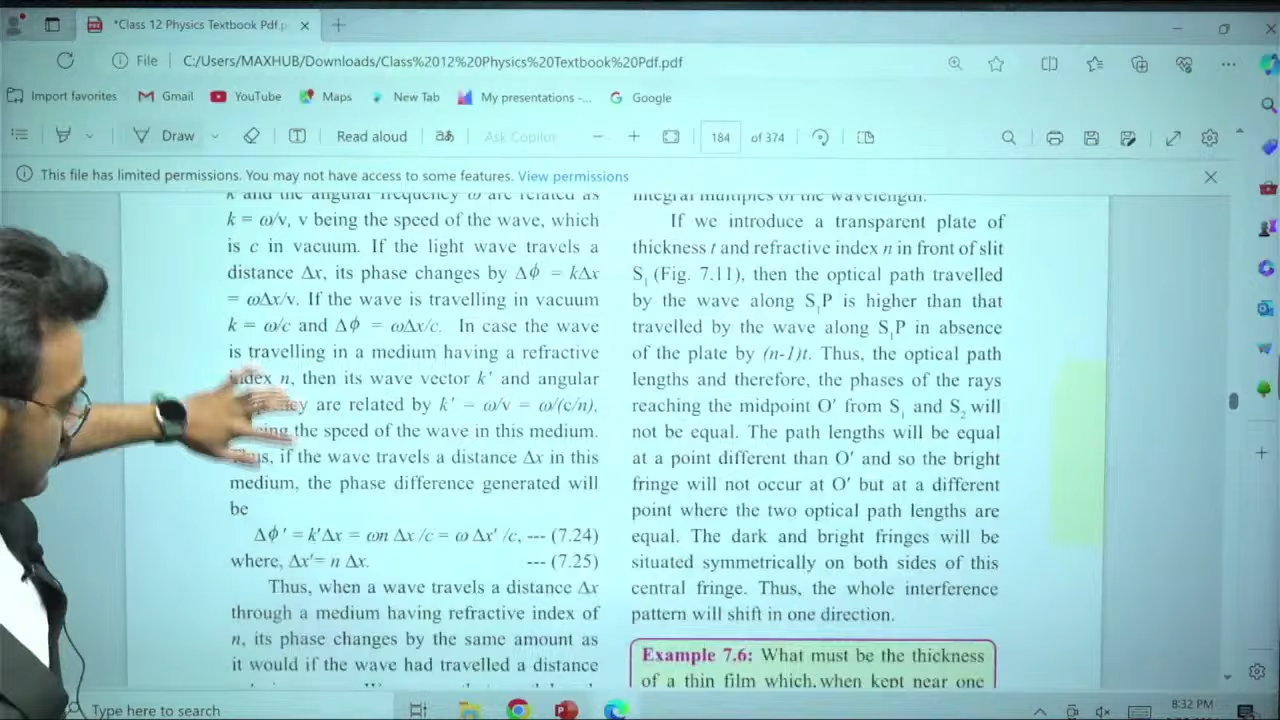 *Class 12 Physics Textbook Pdf.p
File
C:/Users/MAXHUB/Downloads/Class%2012%20Physics%20Textbook%20Pdf.pdf
Import favorites
Gmail
YouTube
Maps
New Tab
My presentations -...
Google
Draw
Read aloud
aあ
Ask Copilot
184
of 374
This file has limited permissions. You may not have access to some features. View permissions
k and the angular frequency ω are related as
k = ω/v, v being the speed of the wave, which
is c in vacuum. If the light wave travels a
distance Δx, its phase changes by Δϕ = kΔx
= ωΔx/v. If the wave is travelling in vacuum
k = ω/c and Δϕ = ωΔx/c. In case the wave
is travelling in a medium having a refractive
index n, then its wave vector k' and angular
are related by k' = ω/v = ω/(c/n),
the speed of the wave in this medium.
Thus, if the wave travels a distance Δx in this
medium, the phase difference generated will
be
Δϕ' = k'Δx = ωn Δx /c = ω Δx' /c, --- (7.24)
where, Δx'= n Δx. --- (7.25)
Thus, when a wave travels a distance Δx
through a medium having refractive index of
n, its phase changes by the same amount as
it would if the wave had travelled a distance
integral multiples of the wavelength.
If we introduce a transparent plate of
thickness t and refractive index n in front of slit
S₁ (Fig. 7.11), then the optical path travelled
by the wave along S₁P is higher than that
travelled by the wave along S₁P in absence
of the plate by (n-1)t. Thus, the optical path
lengths and therefore, the phases of the rays
reaching the midpoint O' from S₁ and S₂ will
not be equal. The path lengths will be equal
at a point different than O' and so the bright
fringe will not occur at O' but at a different
point where the two optical path lengths are
equal. The dark and bright fringes will be
situated symmetrically on both sides of this
central fringe. Thus, the whole interference
pattern will shift in one direction.
Example 7.6: What must be the thickness
of a thin film which, when kept near one
Type here to search
8:32 PM